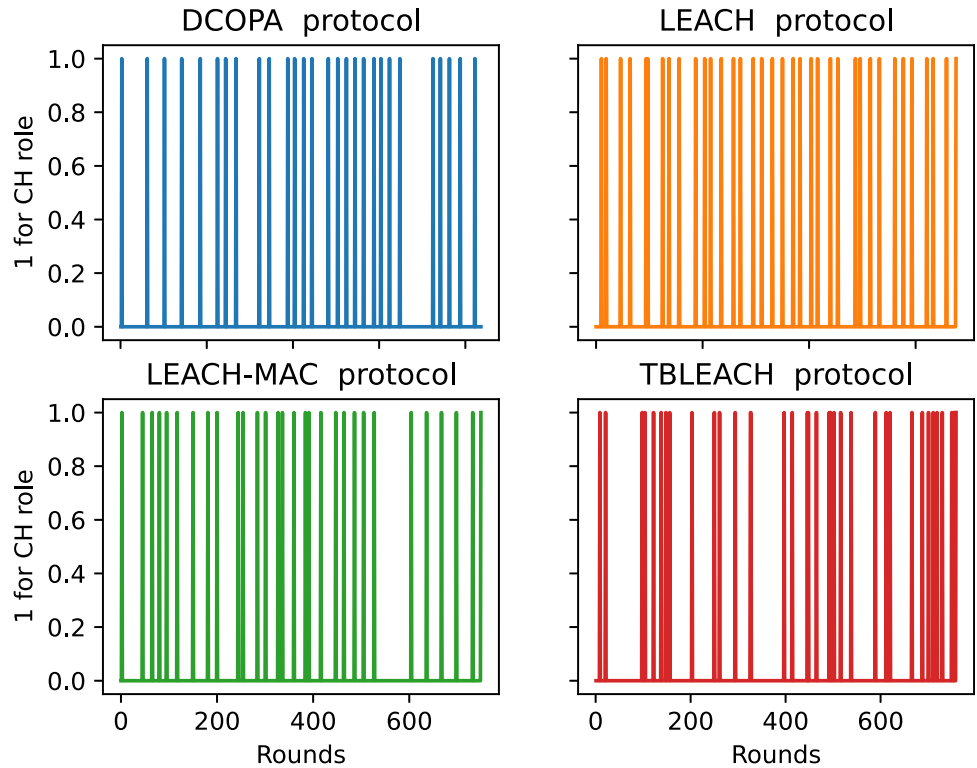 DCOPA  protocol
LEACH  protocol
1.0
0.8
0.6
0.4
0.2
0.0
1 for CH role
LEACH-MAC  protocol
TBLEACH  protocol
1.0
0.8
0.6
0.4
0.2
0.0
1 for CH role
0 200 400 600
Rounds
0 200 400 600
Rounds